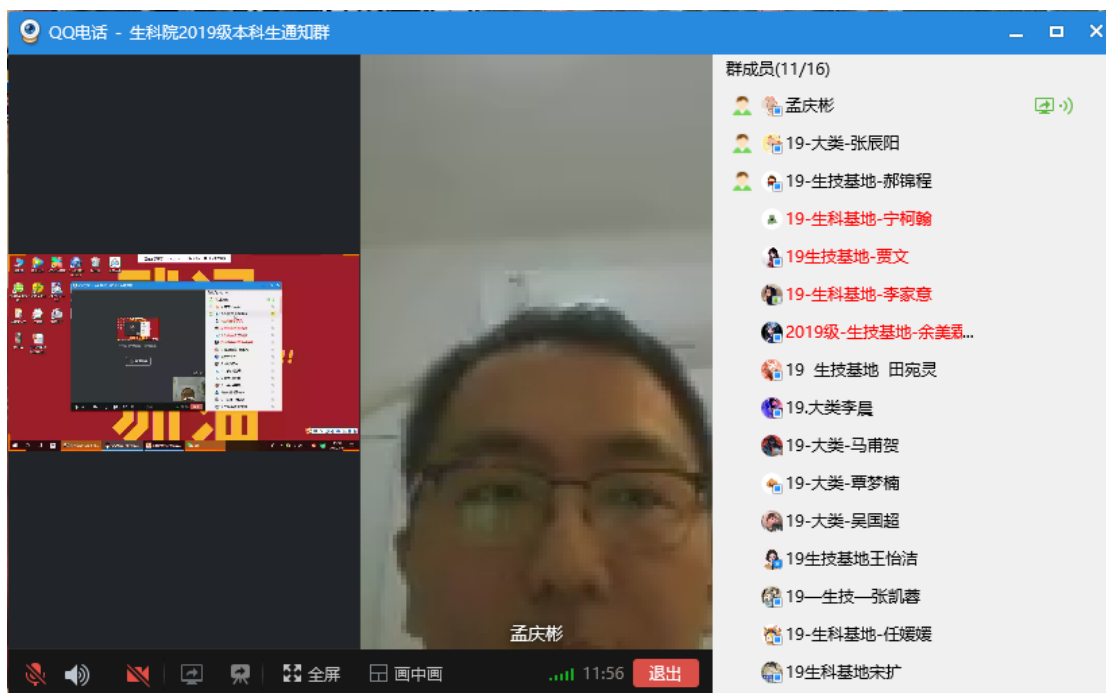 QQ电话 - 生科院2019级本科生通知群
群成员(11/16)
孟庆彬
19-大类-张辰阳
19-生技基地-郝锦程
19-生科基地-宁柯翰
19生技基地-贾文
19-生科基地-李家意
2019级-生技基地-余美霖...
19 生技基地 田宛灵
19.大类李晨
19-大类-马甫贺
19-大类-覃梦楠
19-大类-吴国超
19生技基地王怡洁
19—生技—张凯蓉
19-生科基地-任媛媛
19生科基地宋扩
加油
孟庆彬
全屏
画中画
11:56
退出